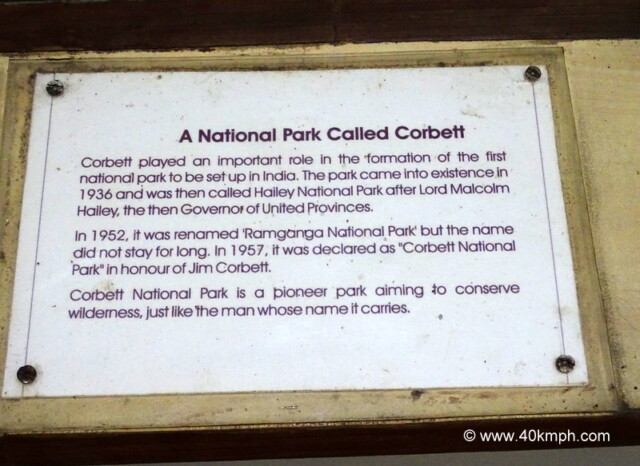 A National Park Called Corbett
Corbett played an important role in the formation of the first
national park to be set up in India. The park came into existence in
1936 and was then called Hailey National Park after Lord Malcolm
Hailey, the then Governor of United Provinces.
In 1952, it was renamed 'Ramganga National Park' but the name
did not stay for long. In 1957, it was declared as "Corbett National
Park" in honour of Jim Corbett.
Corbett National Park is a pioneer park aiming to conserve
wilderness, just like the man whose name it carries.
© www.40kmph.com